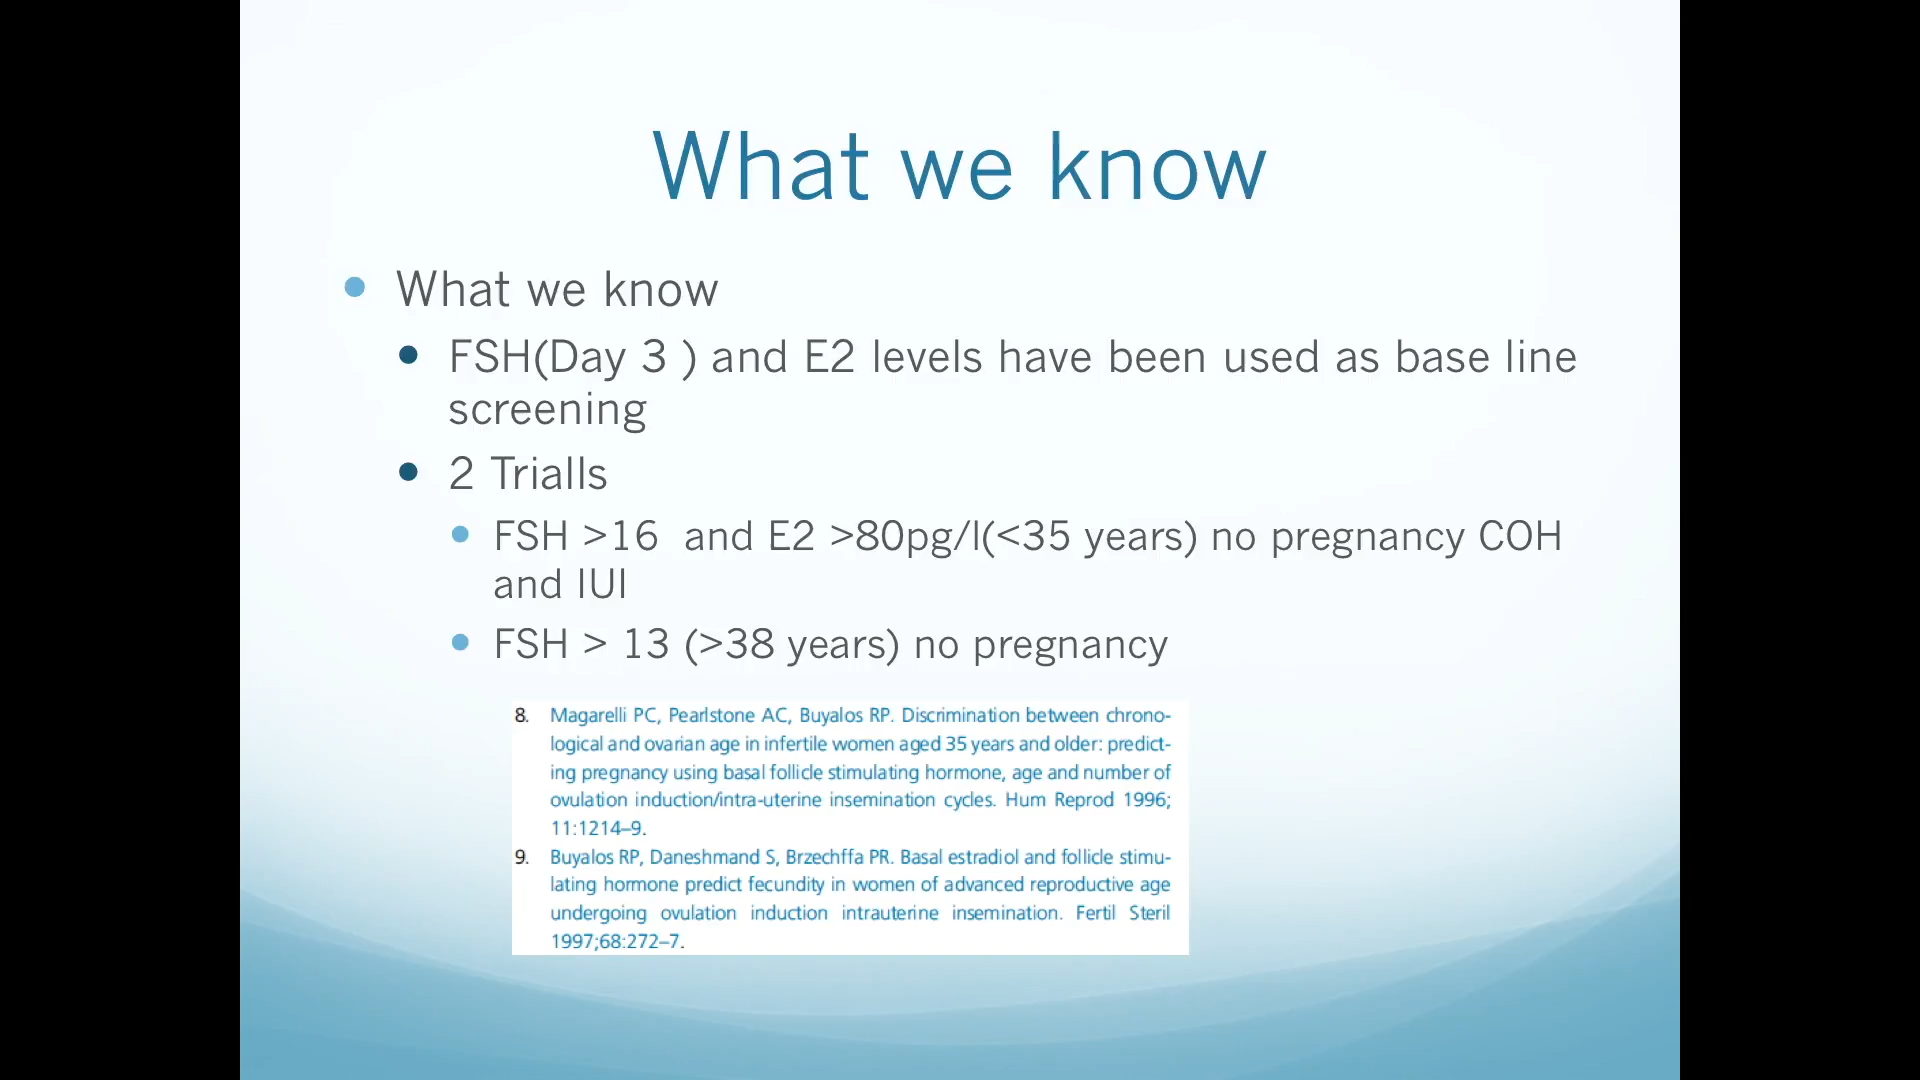 What we know
What we know
FSH(Day 3 ) and E2 levels have been used as base line
screening
2 Trialls
FSH >16  and E2 >80pg/l(<35 years) no pregnancy COH
and IUI
FSH > 13 (>38 years) no pregnancy
8. Magarelli PC, Pearlstone AC, Buyalos RP. Discrimination between chrono-
logical and ovarian age in infertile women aged 35 years and older: predict-
ing pregnancy using basal follicle stimulating hormone, age and number of
ovulation induction/intra-uterine insemination cycles. Hum Reprod 1996;
11:1214–9.
9. Buyalos RP, Daneshmand S, Brzechffa PR. Basal estradiol and follicle stimu-
lating hormone predict fecundity in women of advanced reproductive age
undergoing ovulation induction intrauterine insemination. Fertil Steril
1997;68:272–7.